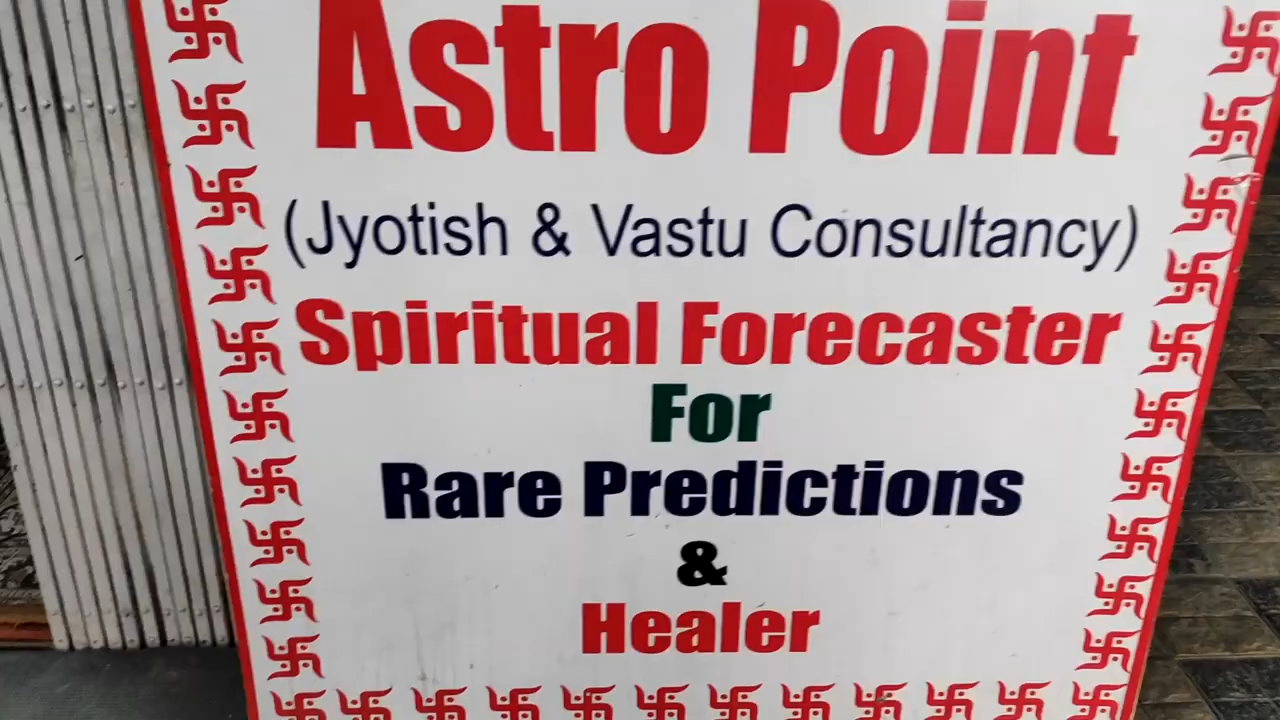 Astro Point
(Jyotish & Vastu Consultancy)
Spiritual Forecaster
For
Rare Predictions
&
Healer